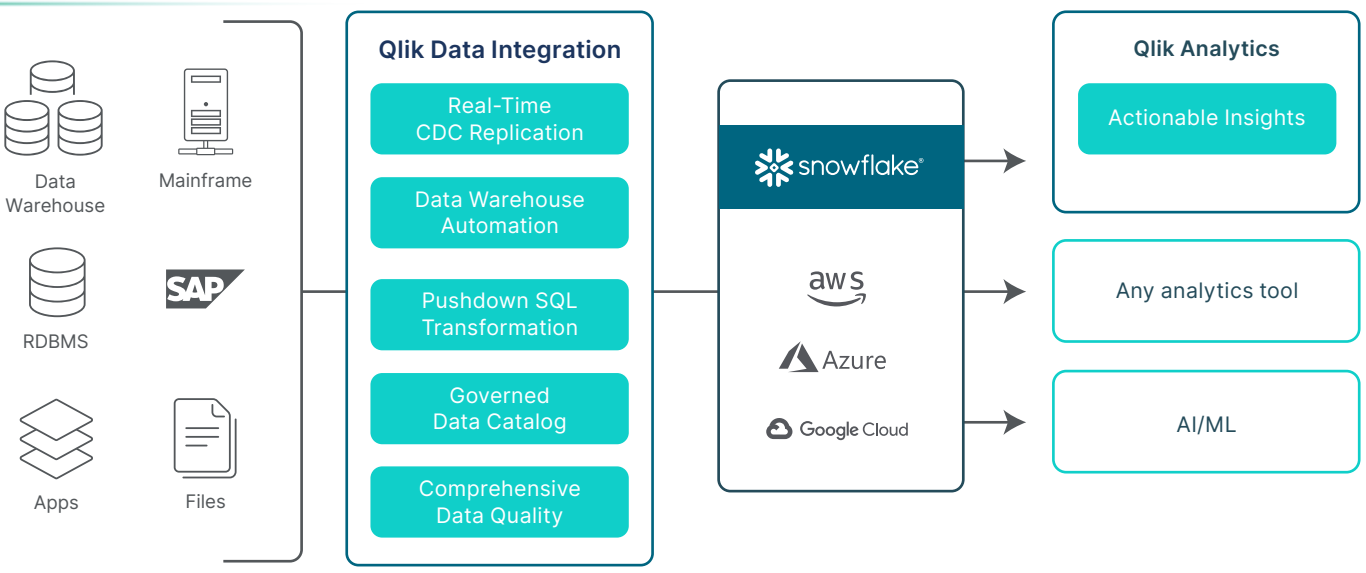 Data
Warehouse
Mainframe
RDBMS
SAP
Apps
Files
Qlik Data Integration
Real-Time
CDC Replication
Data Warehouse
Automation
Pushdown SQL
Transformation
Governed
Data Catalog
Comprehensive
Data Quality
snowflake®
aws
Azure
Google Cloud
Qlik Analytics
Actionable Insights
Any analytics tool
AI/ML